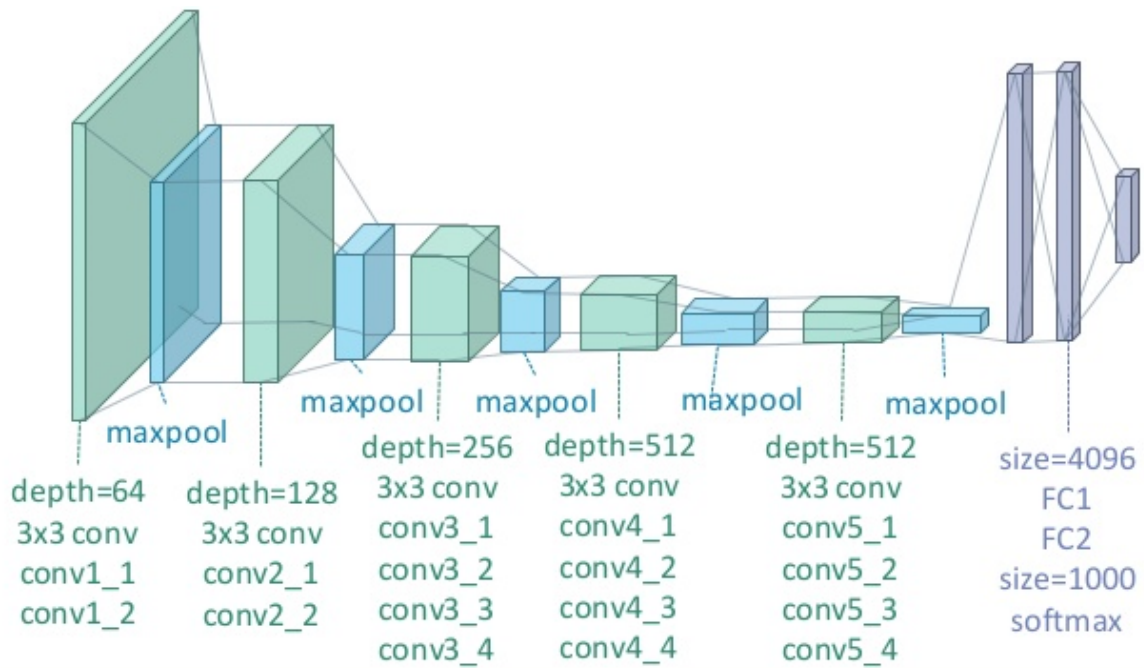 maxpool
maxpool
maxpool
maxpool
maxpool
depth=64
3x3 conv
conv1_1
conv1_2
depth=128
3x3 conv
conv2_1
conv2_2
depth=256
3x3 conv
conv3_1
conv3_2
conv3_3
conv3_4
depth=512
3x3 conv
conv4_1
conv4_2
conv4_3
conv4_4
depth=512
3x3 conv
conv5_1
conv5_2
conv5_3
conv5_4
size=4096
FC1
FC2
size=1000
softmax